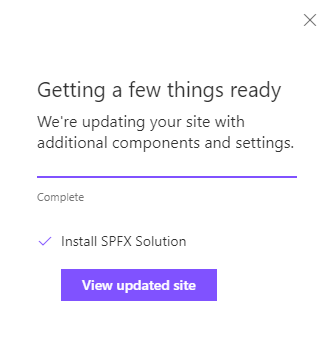 Getting a few things ready
We're updating your site with
additional components and settings.
Complete
Install SPFX Solution
View updated site